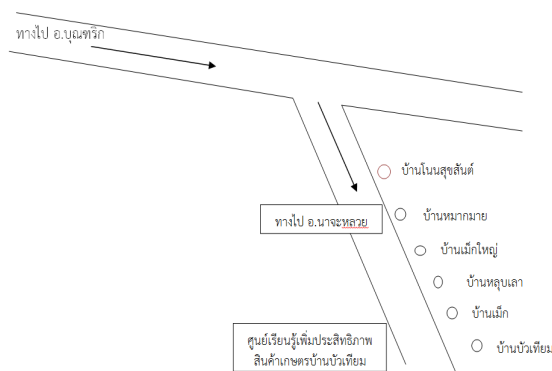 ทางไป อ.บุณฑริก
บ้านโนนสุขสันต์
บ้านหมากมาย
ทางไป อ.นาจะหลวย
บ้านเม็กใหญ่
บ้านหลุบเลา
บ้านเม็ก
ศูนย์เรียนรู้เพิ่มประสิทธิภาพ
สินค้าเกษตรบ้านบัวเทียม
บ้านบัวเทียม